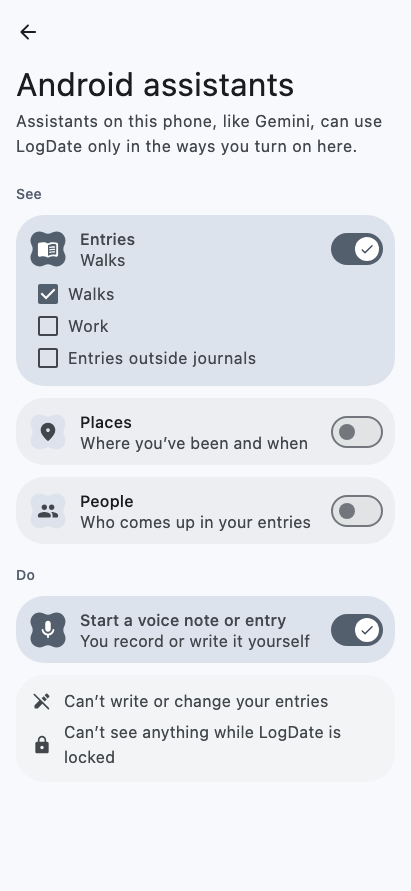 Android assistants
Assistants on this phone, like Gemini, can use
LogDate only in the ways you turn on here.
See
Entries
Walks
Walks
Work
Entries outside journals
Places
Where you’ve been and when
People
Who comes up in your entries
Do
Start a voice note or entry
You record or write it yourself
Can’t write or change your entries
Can’t see anything while LogDate is
locked